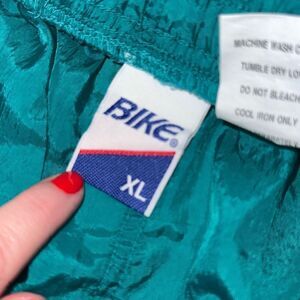 BIKE®
XL
MACHINE WASH C
TUMBLE DRY LO
DO NOT BLEACH
COOL IRON ONLY